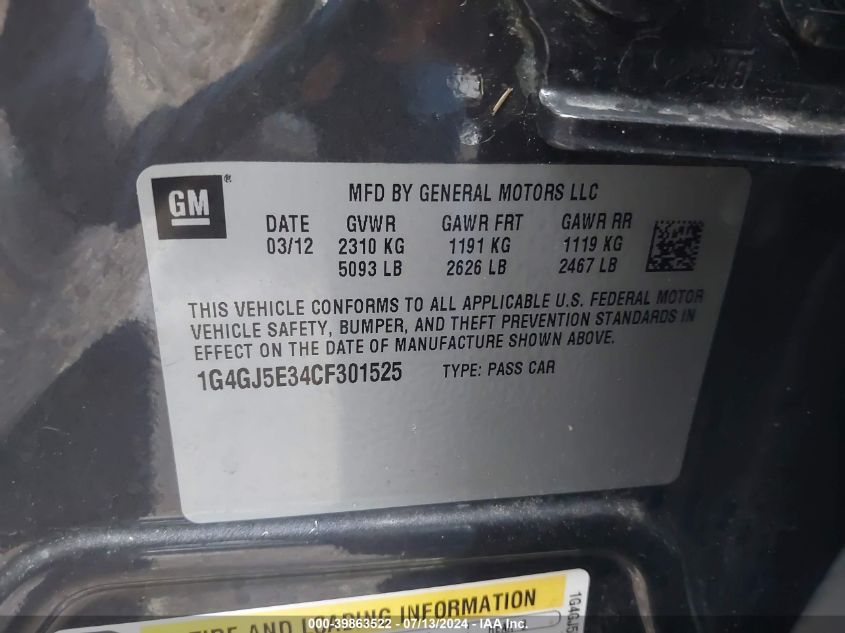 GM®
MFD BY GENERAL MOTORS LLC
DATE GVWR GAWR FRT GAWR RR
03/12 2310 KG 1191 KG 1119 KG
5093 LB 2626 LB 2467 LB
THIS VEHICLE CONFORMS TO ALL APPLICABLE U.S. FEDERAL MOTOR
VEHICLE SAFETY, BUMPER, AND THEFT PREVENTION STANDARDS IN
EFFECT ON THE DATE OF MANUFACTURE SHOWN ABOVE.
1G4GJ5E34CF301525 TYPE: PASS CAR
TIRE AND LOADING INFORMATION
1G4GJ5
000-39863522 - 07/13/2024 - IAAI.com